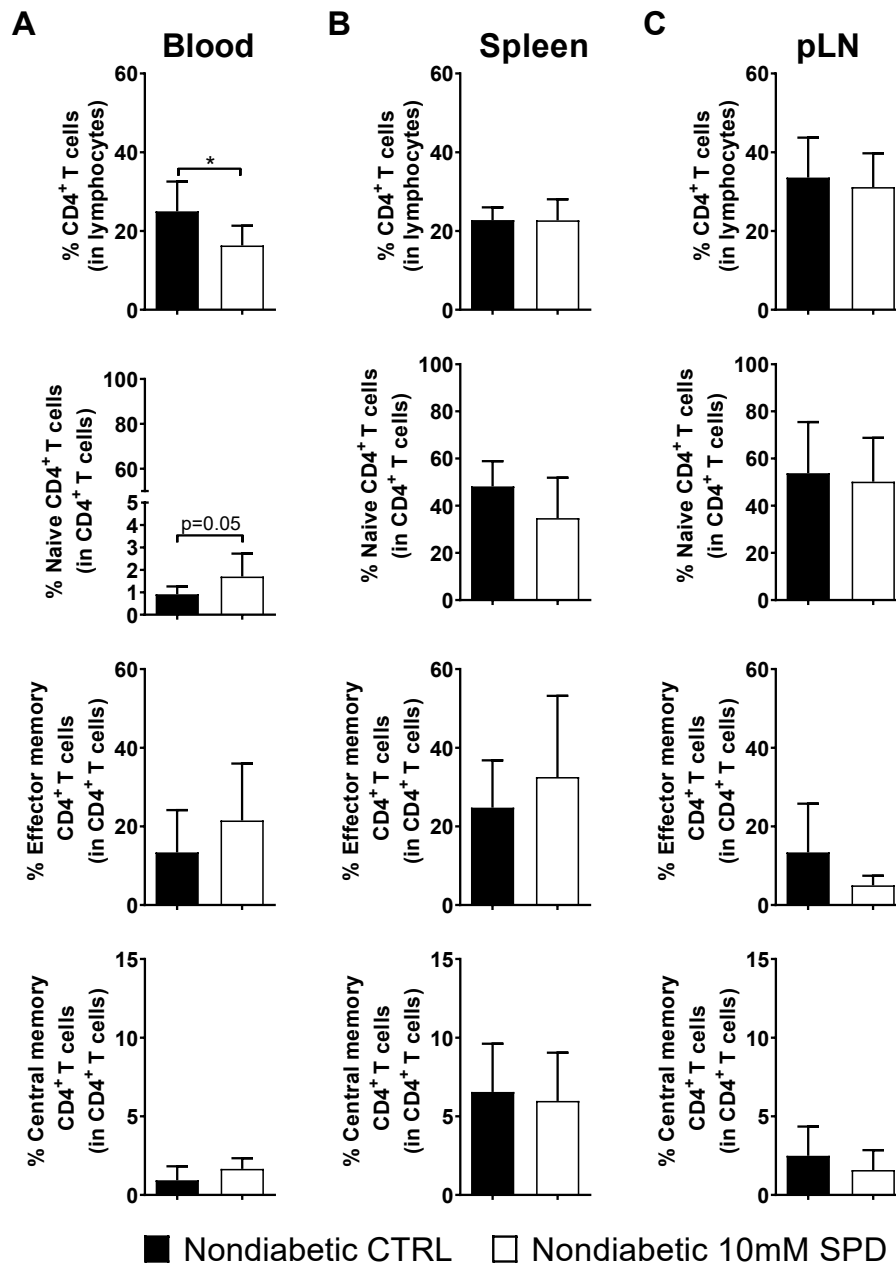 A
Blood
B
Spleen
C
pLN
% CD4⁺ T cells
(in lymphocytes)
60
40
20
0
*
% CD4⁺ T cells
(in lymphocytes)
60
40
20
0
% CD4⁺ T cells
(in lymphocytes)
60
40
20
0
% Naive CD4⁺ T cells
(in CD4⁺ T cells)
100
80
60
5
4
3
2
1
0
p=0.05
% Naive CD4⁺ T cells
(in CD4⁺ T cells)
100
80
60
40
20
0
% Naive CD4⁺ T cells
(in CD4⁺ T cells)
100
80
60
40
20
0
% Effector memory
CD4⁺ T cells
(in CD4⁺ T cells)
60
40
20
0
% Effector memory
CD4⁺ T cells
(in CD4⁺ T cells)
60
40
20
0
% Effector memory
CD4⁺ T cells
(in CD4⁺ T cells)
60
40
20
0
% Central memory
CD4⁺ T cells
(in CD4⁺ T cells)
15
10
5
0
% Central memory
CD4⁺ T cells
(in CD4⁺ T cells)
15
10
5
0
% Central memory
CD4⁺ T cells
(in CD4⁺ T cells)
15
10
5
0
Nondiabetic CTRL
Nondiabetic 10mM SPD